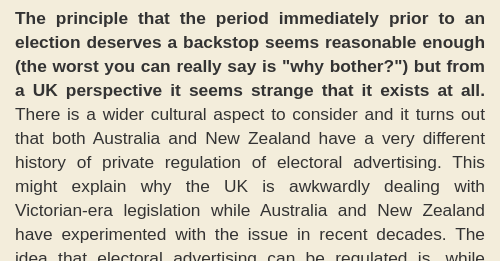 The principle that the period immediately prior to an
election deserves a backstop seems reasonable enough
(the worst you can really say is "why bother?") but from
a UK perspective it seems strange that it exists at all.
There is a wider cultural aspect to consider and it turns out
that both Australia and New Zealand have a very different
history of private regulation of electoral advertising. This
might explain why the UK is awkwardly dealing with
Victorian-era legislation while Australia and New Zealand
have experimented with the issue in recent decades. The
idea that electoral advertising can be regulated is, while